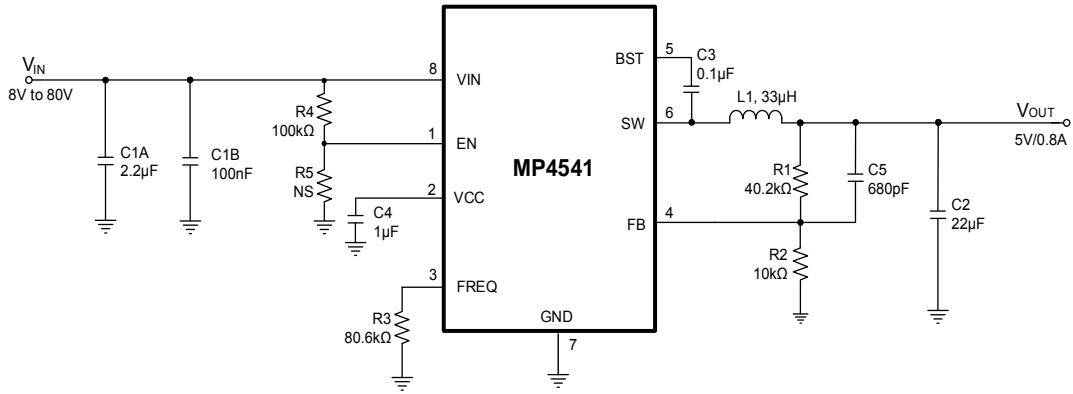 VIN
8V to 80V
C1A
2.2µF
C1B
100nF
R4
100kΩ
R5
NS
C4
1µF
R3
80.6kΩ
8
VIN
1
EN
2
VCC
3
FREQ
MP4541
GND
7
BST
5
SW
6
FB
4
C3
0.1µF
L1, 33µH
R1
40.2kΩ
C5
680pF
R2
10kΩ
C2
22µF
VOUT
5V/0.8A